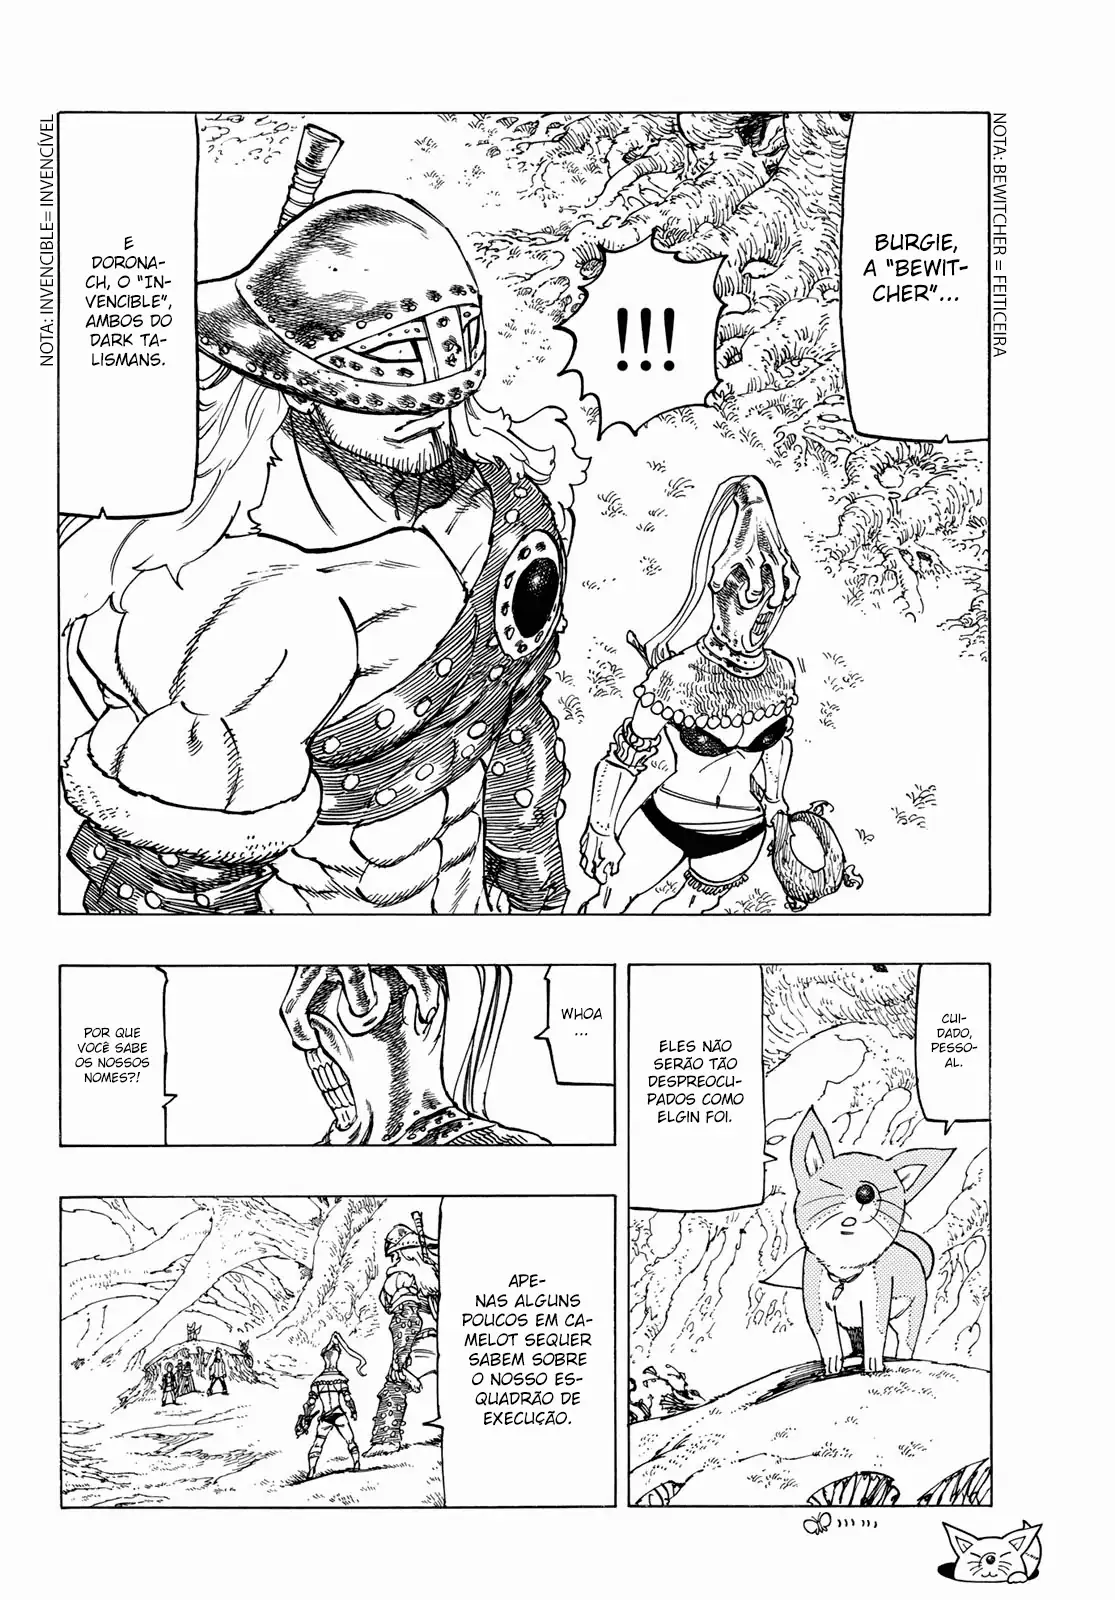 NOTA: BEWITCHER = FEITICEIRA
BURGIE,
A "BEWIT-
CHER"...
!!!
E
DORONA-
CH, O "IN-
VENCIBLE",
AMBOS DO
DARK TA-
LISMANS.
NOTA: INVENCIBLE= INVENCÍVEL
CUI-
DADO,
PESSO-
AL.
ELES NÃO
SERÃO TÃO
DESPREOCU-
PADOS COMO
ELGIN FOI.
WHOA
...
POR QUE
VOCÊ SABE
OS NOSSOS
NOMES?!
APE-
NAS ALGUNS
POUCOS EM CA-
MELOT SEQUER
SABEM SOBRE
O NOSSO ES-
QUADRÃO DE
EXECUÇÃO.